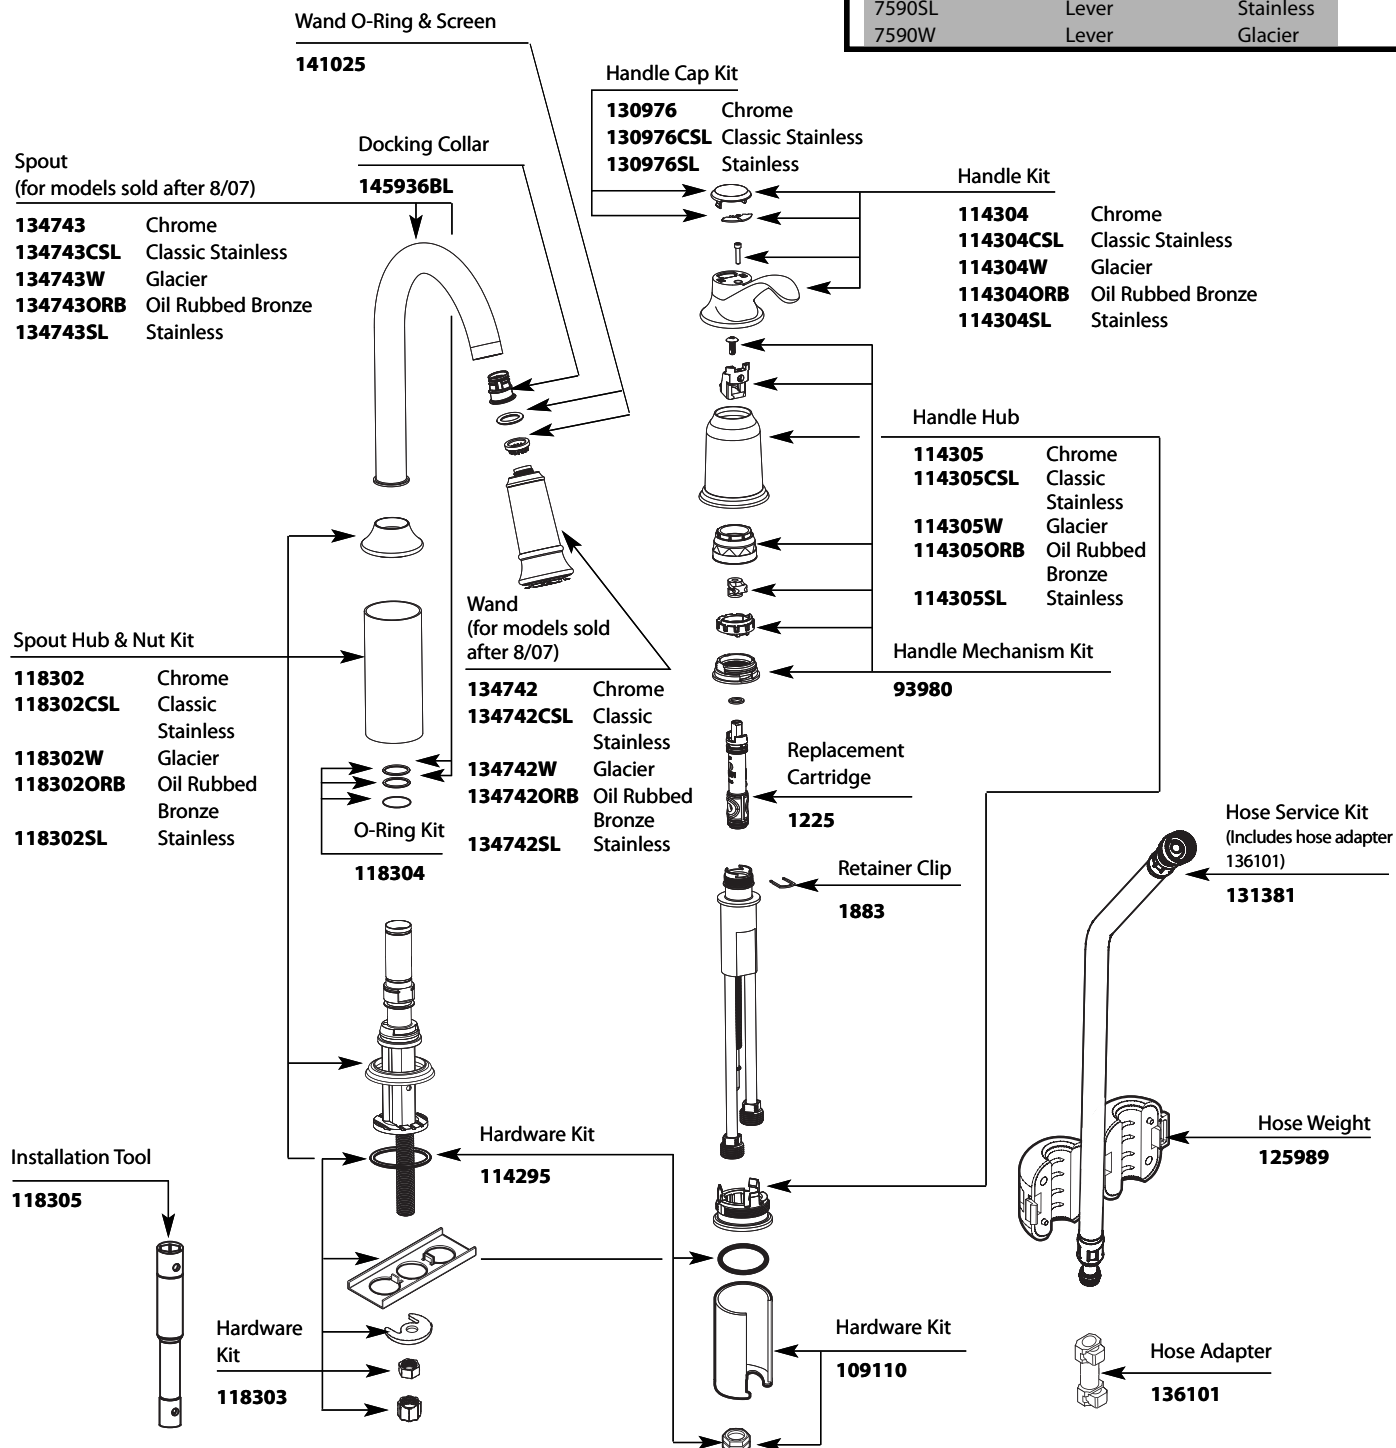 7590SL Lever Stainless
7590W Lever Glacier
Wand O-Ring & Screen
141025
Handle Cap Kit
130976 Chrome
130976CSL Classic Stainless
130976SL Stainless
Docking Collar
145936BL
Spout
(for models sold after 8/07)
134743 Chrome
134743CSL Classic Stainless
134743W Glacier
134743ORB Oil Rubbed Bronze
134743SL Stainless
Handle Kit
114304 Chrome
114304CSL Classic Stainless
114304W Glacier
114304ORB Oil Rubbed Bronze
114304SL Stainless
Handle Hub
114305 Chrome
114305CSL Classic
Stainless
114305W Glacier
114305ORB Oil Rubbed
Bronze
114305SL Stainless
Wand
(for models sold
after 8/07)
134742 Chrome
134742CSL Classic
Stainless
134742W Glacier
134742ORB Oil Rubbed
Bronze
134742SL Stainless
Spout Hub & Nut Kit
118302 Chrome
118302CSL Classic
Stainless
118302W Glacier
118302ORB Oil Rubbed
Bronze
118302SL Stainless
Handle Mechanism Kit
93980
Replacement
Cartridge
1225
O-Ring Kit
118304
Hose Service Kit
(Includes hose adapter
136101)
131381
Retainer Clip
1883
Hardware Kit
114295
Hose Weight
125989
Installation Tool
118305
Hardware
Kit
118303
Hardware Kit
109110
Hose Adapter
136101